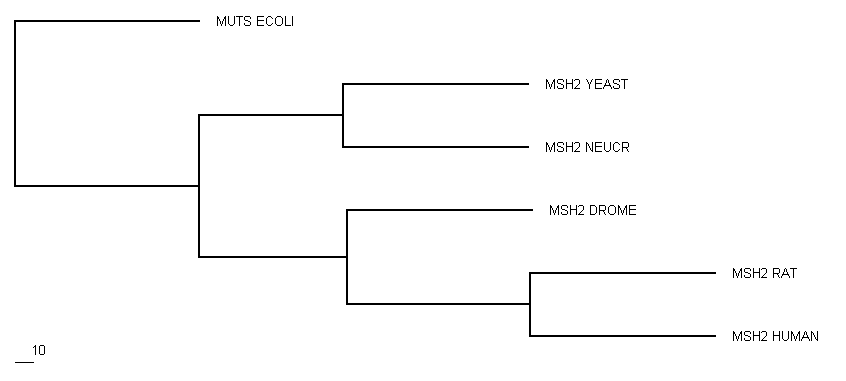 MUTS ECOLI
MSH2 YEAST
MSH2 NEUCR
MSH2 DROME
MSH2 RAT
MSH2 HUMAN
10